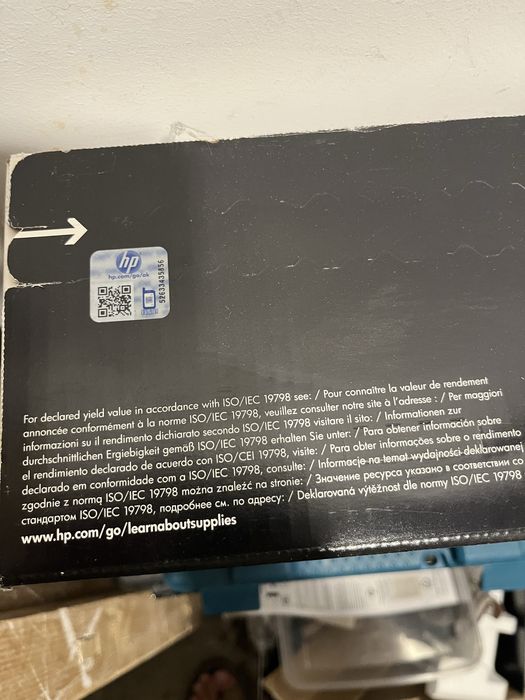 hp
hp.com/go/ok
52633435856
For declared yield value in accordance with ISO/IEC 19798 see: / Pour connaître la valeur de rendement
annoncée conformément à la norme ISO/IEC 19798, veuillez consulter notre site à l'adresse : / Per maggiori
informazioni su il rendimento dichiarato secondo ISO/IEC 19798 visitare il sito: / Informationen zur
durchschnittlichen Ergiebigkeit gemäß ISO/IEC 19798 erhalten Sie unter: / Para obtener información sobre
el rendimiento declarado de acuerdo con ISO/CEI 19798, visite: / Para obter informações sobre o rendimento
declarado em conformidade com a ISO/IEC 19798, consulte: / Informacje na temat wydajności deklarowanej
zgodnie z normą ISO/IEC 19798 można znaleźć na stronie: / Значение ресурса указано в соответствии со
стандартом ISO/IEC 19798, подробнее см. по адресу: / Deklarovaná výtěžnost dle normy ISO/IEC 19798
www.hp.com/go/learnaboutsupplies